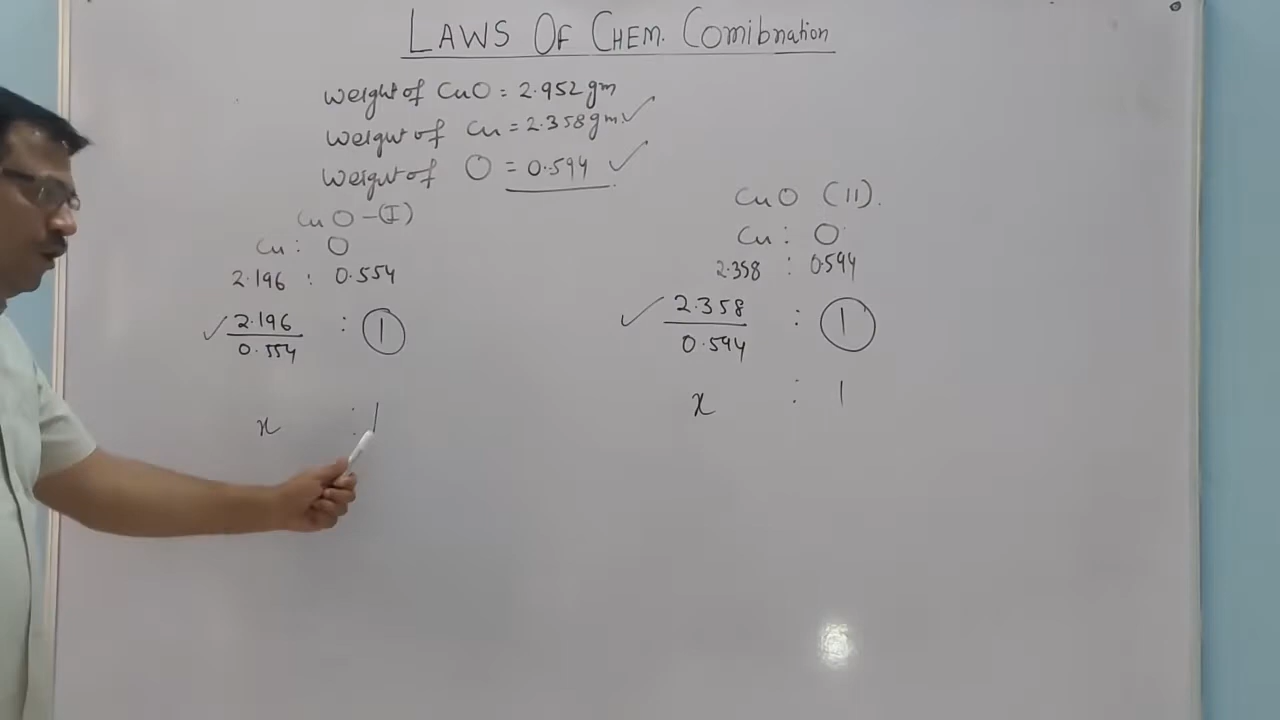 LAWS OF CHEM. Comibnation
weight of CuO = 2.952 gm
weight of Cu = 2.358 gm. ✓
weight of O = 0.594 ✓
CuO - (I)
Cu : O
2.196 : 0.554
✓ 2.196 : 1
0.554
x : 1
CuO (II).
Cu : O
2.358 : 0.594
✓ 2.358 : 1
0.594
x : 1